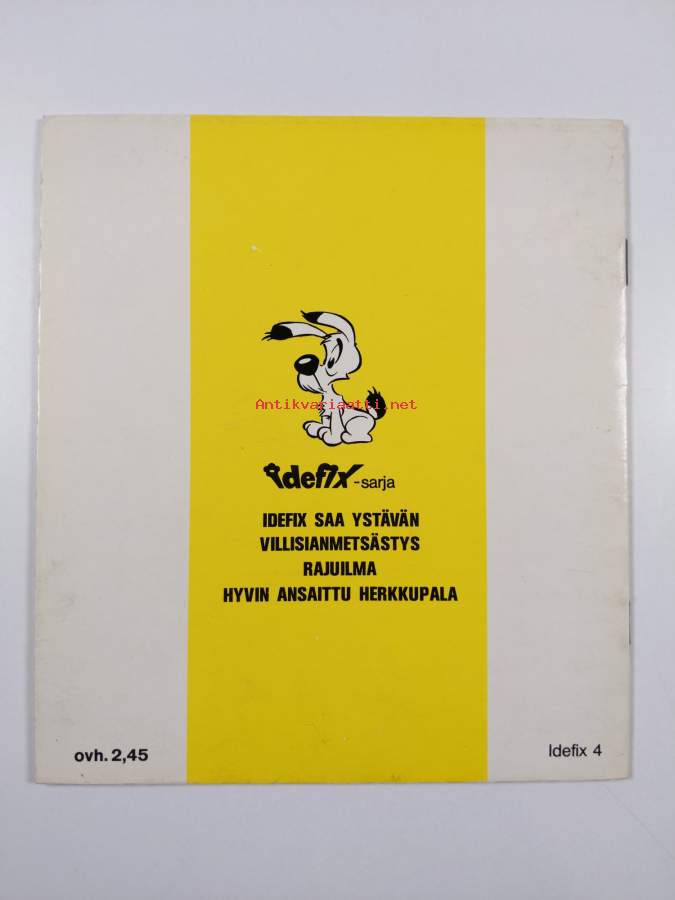 Antikvariaatti.net
idefix-sarja
IDEFIX SAA YSTÄVÄN
VILLISIANMETSÄSTYS
RAJUILMA
HYVIN ANSAITTU HERKKUPALA
ovh. 2,45
Idefix 4